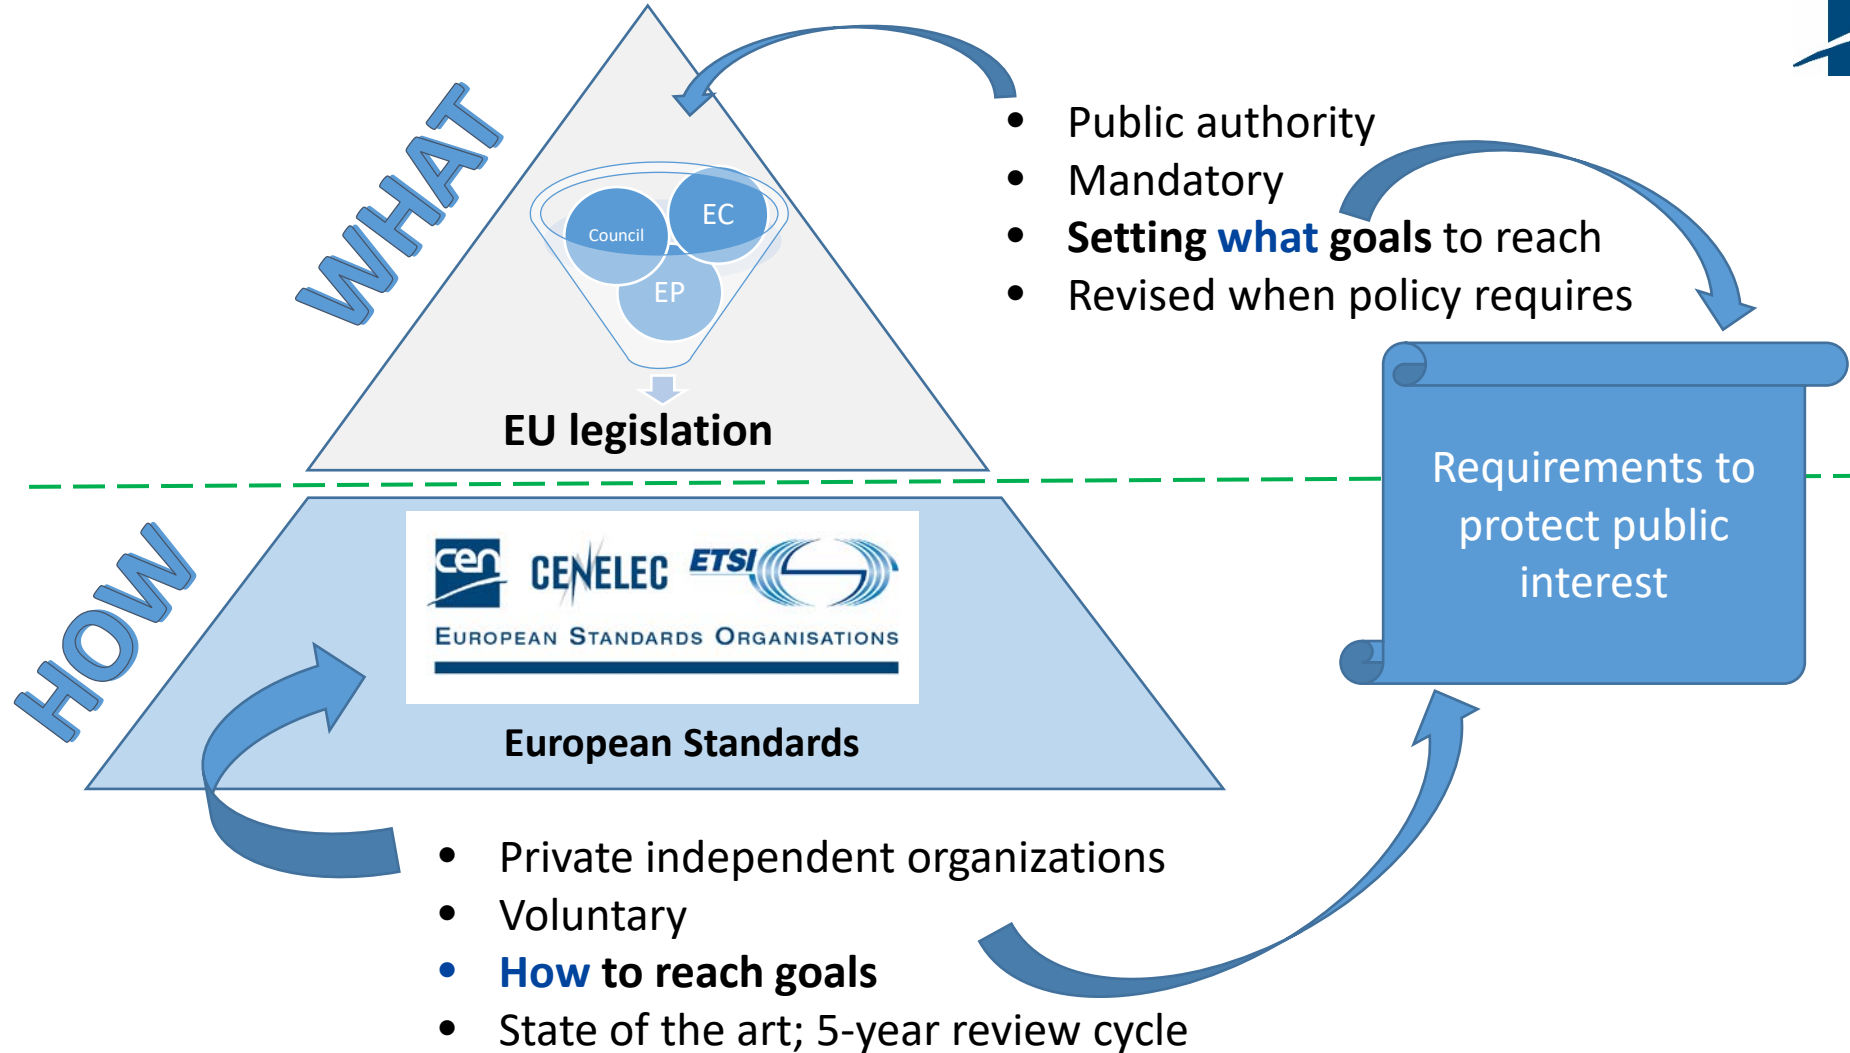 WHAT
Council
EC
EP
EU legislation
• Public authority
• Mandatory
• Setting what goals to reach
• Revised when policy requires
Requirements to
protect public
interest
HOW
cen
CENELEC
ETSI
EUROPEAN STANDARDS ORGANISATIONS
European Standards
• Private independent organizations
• Voluntary
• How to reach goals
• State of the art; 5-year review cycle